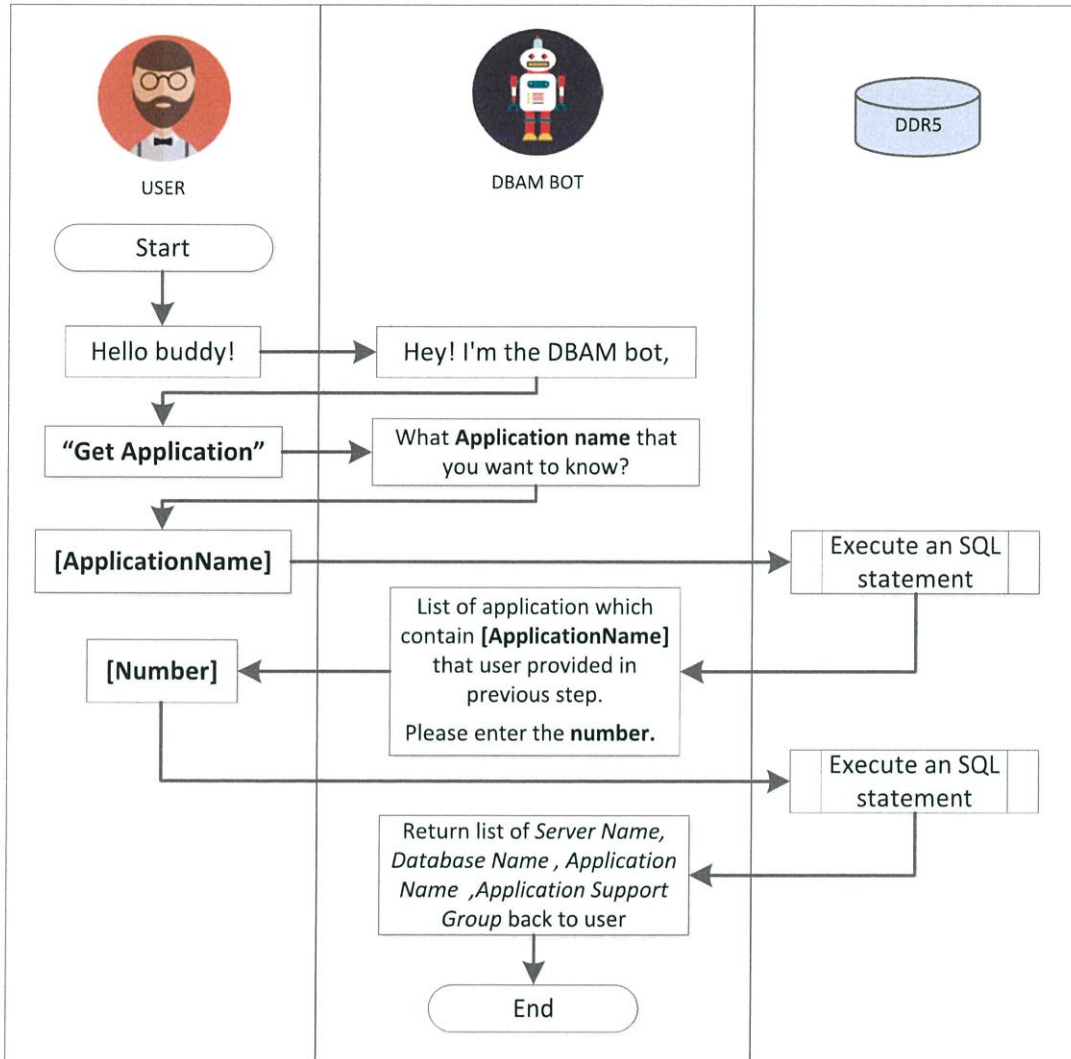 USER
DBAM BOT
DDR5
Start
Hello buddy!
Hey! I'm the DBAM bot,
“Get Application”
What Application name that
you want to know?
[ApplicationName]
Execute an SQL
statement
List of application which
contain [ApplicationName]
that user provided in
previous step.
Please enter the number.
[Number]
Execute an SQL
statement
Return list of Server Name,
Database Name , Application
Name ,Application Support
Group back to user
End